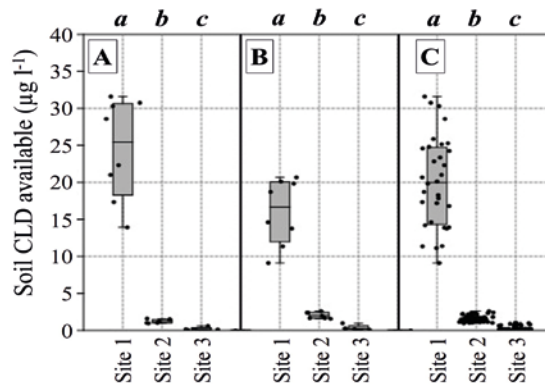 a b c a b c a b c
Soil CLD available (µg l-1)
40
35
30
25
20
15
10
5
0
A
B
C
Site 1 Site 2 Site 3 Site 1 Site 2 Site 3 Site 1 Site 2 Site 3